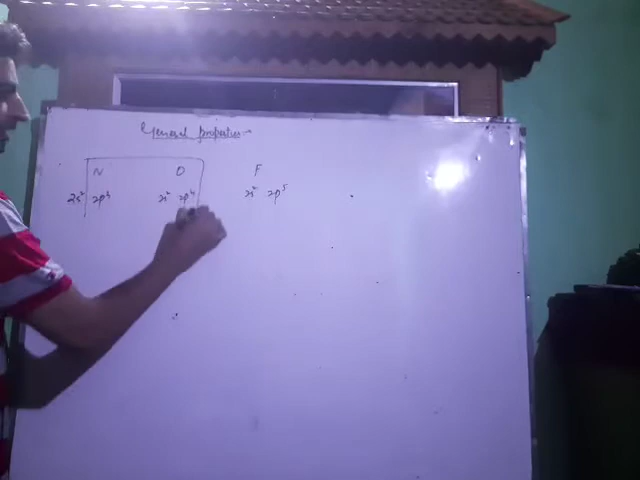 General properties
N O F
2s² 2p³ 2s² 2p⁴ 2s² 2p⁵